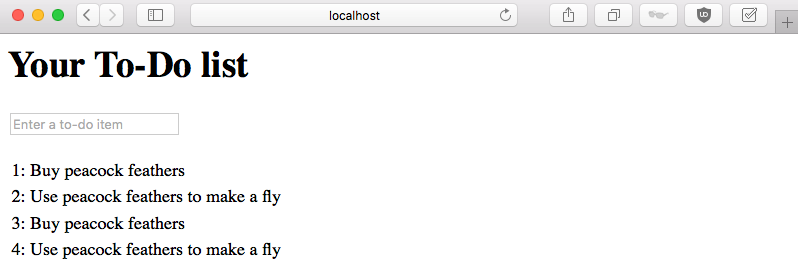 localhost
Your To-Do list
Enter a to-do item
1: Buy peacock feathers
2: Use peacock feathers to make a fly
3: Buy peacock feathers
4: Use peacock feathers to make a fly